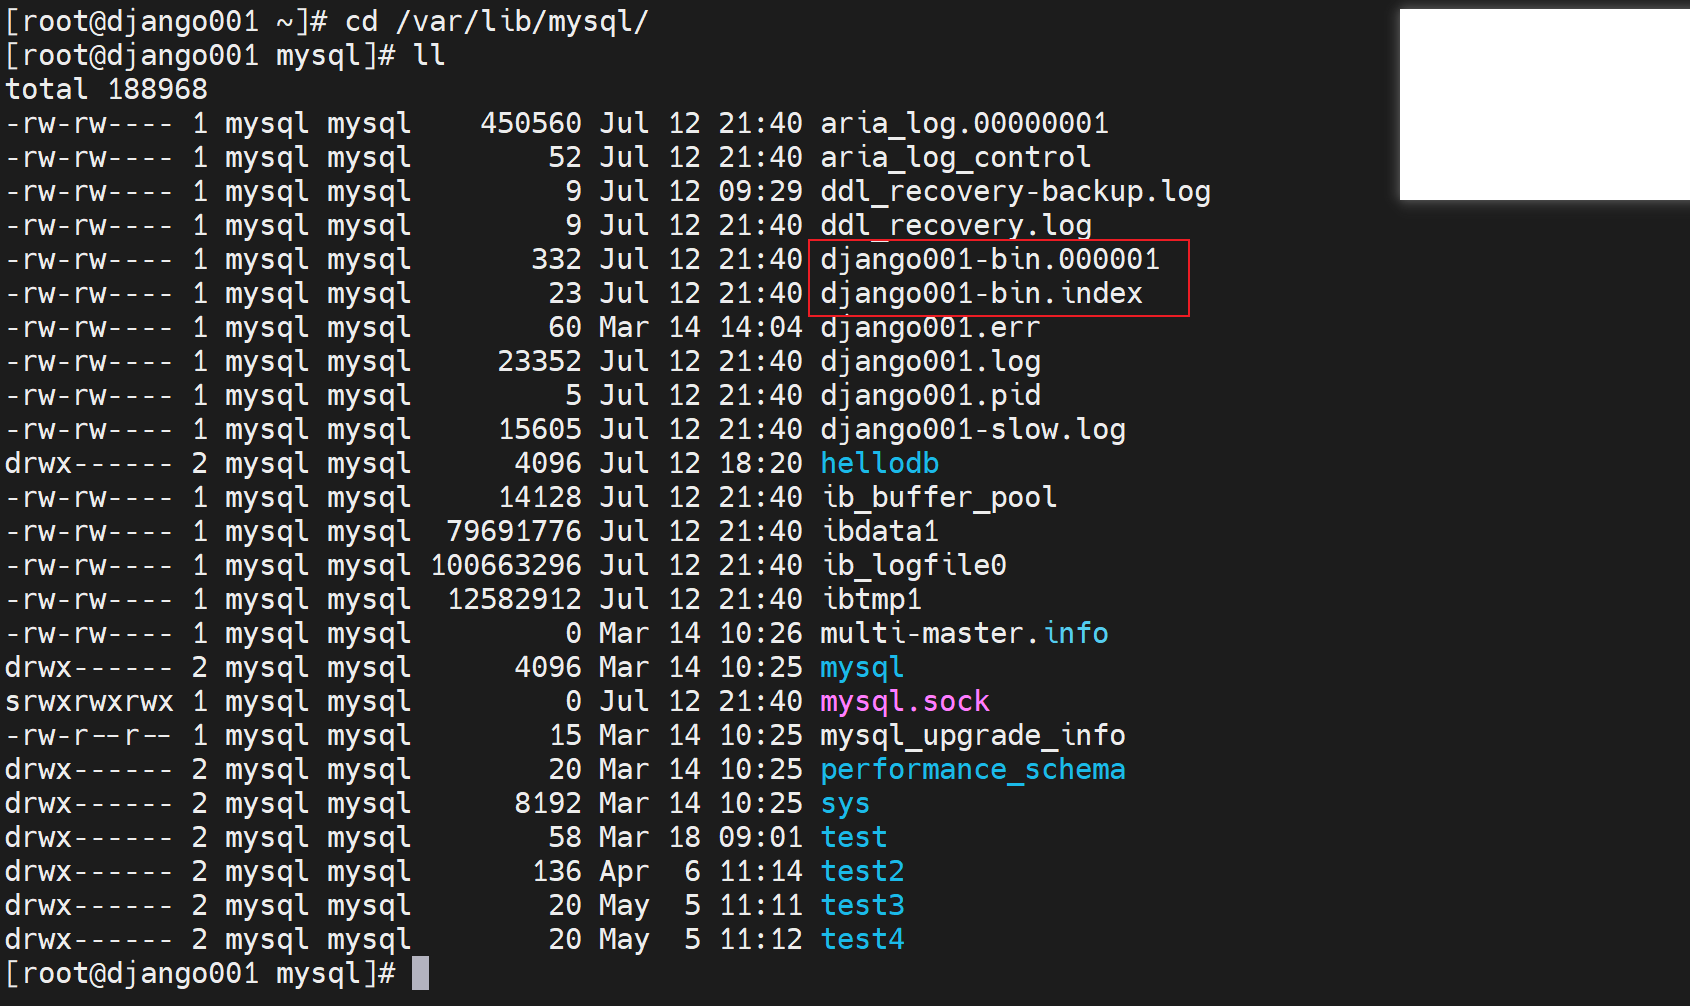 [root@django001 ~]# cd /var/lib/mysql/
[root@django001 mysql]# ll
total 188968
-rw-rw---- 1 mysql mysql    450560 Jul 12 21:40 aria_log.00000001
-rw-rw---- 1 mysql mysql        52 Jul 12 21:40 aria_log_control
-rw-rw---- 1 mysql mysql         9 Jul 12 09:29 ddl_recovery-backup.log
-rw-rw---- 1 mysql mysql         9 Jul 12 21:40 ddl_recovery.log
-rw-rw---- 1 mysql mysql       332 Jul 12 21:40 django001-bin.000001
-rw-rw---- 1 mysql mysql        23 Jul 12 21:40 django001-bin.index
-rw-rw---- 1 mysql mysql        60 Mar 14 14:04 django001.err
-rw-rw---- 1 mysql mysql     23352 Jul 12 21:40 django001.log
-rw-rw---- 1 mysql mysql         5 Jul 12 21:40 django001.pid
-rw-rw---- 1 mysql mysql     15605 Jul 12 21:40 django001-slow.log
drwx------ 2 mysql mysql      4096 Jul 12 18:20 hellodb
-rw-rw---- 1 mysql mysql     14128 Jul 12 21:40 ib_buffer_pool
-rw-rw---- 1 mysql mysql  79691776 Jul 12 21:40 ibdata1
-rw-rw---- 1 mysql mysql 100663296 Jul 12 21:40 ib_logfile0
-rw-rw---- 1 mysql mysql  12582912 Jul 12 21:40 ibtmp1
-rw-rw---- 1 mysql mysql         0 Mar 14 10:26 multi-master.info
drwx------ 2 mysql mysql      4096 Mar 14 10:25 mysql
srwxrwxrwx 1 mysql mysql         0 Jul 12 21:40 mysql.sock
-rw-r--r-- 1 mysql mysql        15 Mar 14 10:25 mysql_upgrade_info
drwx------ 2 mysql mysql        20 Mar 14 10:25 performance_schema
drwx------ 2 mysql mysql      8192 Mar 14 10:25 sys
drwx------ 2 mysql mysql        58 Mar 18 09:01 test
drwx------ 2 mysql mysql       136 Apr  6 11:14 test2
drwx------ 2 mysql mysql        20 May  5 11:11 test3
drwx------ 2 mysql mysql        20 May  5 11:12 test4
[root@django001 mysql]#